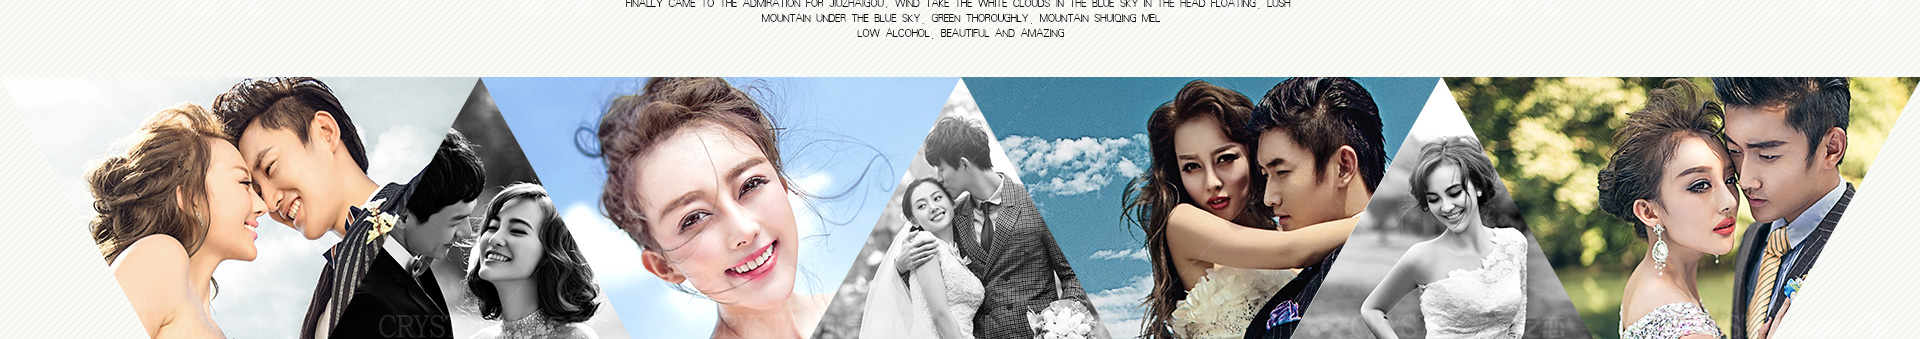 FINALLY CAME TO THE ADMIRATION FOR JIUZHAIGOU, WIND TAKE THE WHITE CLOUDS IN THE BLUE SKY IN THE HEAD FLOATING, LUSH
MOUNTAIN UNDER THE BLUE SKY, GREEN THOROUGHLY, MOUNTAIN SHUIQING MEI,
LOW ALCOHOL, BEAUTIFUL AND AMAZING